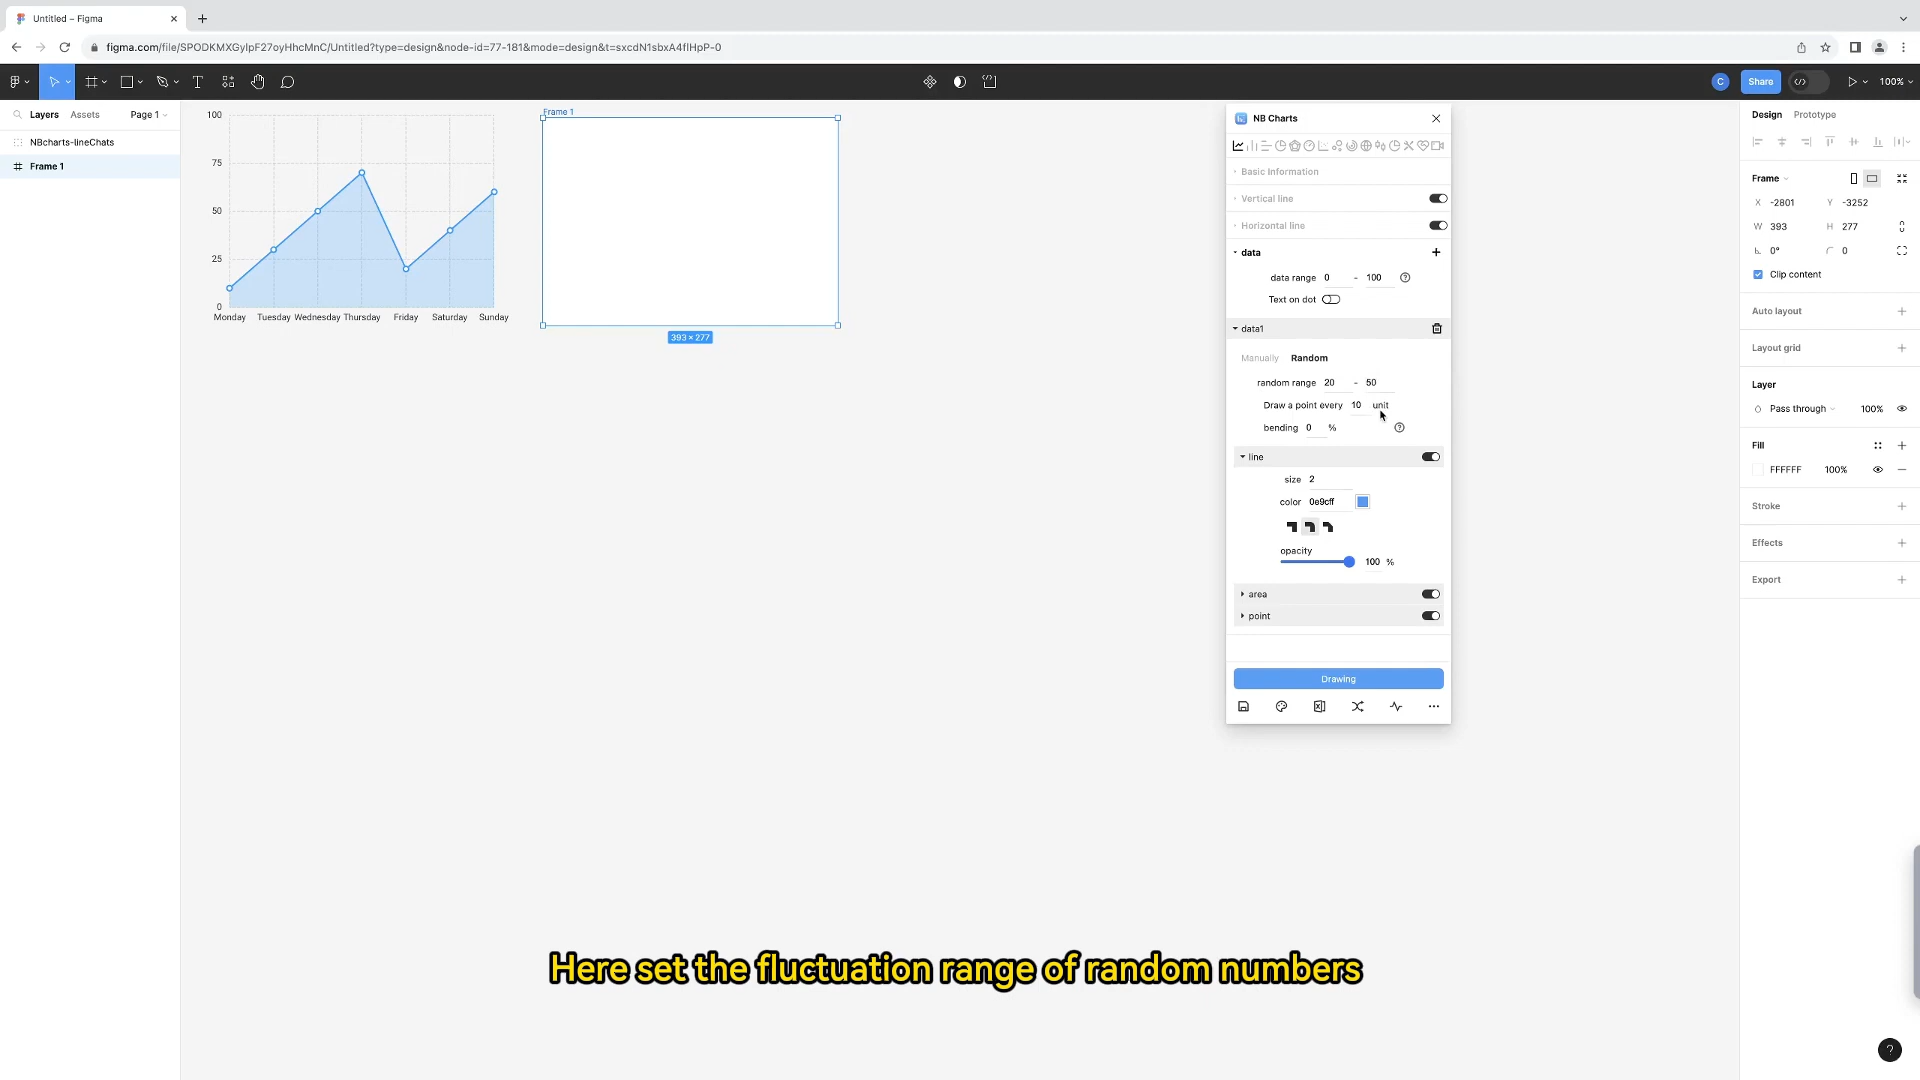 Untitled – Figma
figma.com/file/SPODKMXGylpF27oyHhcMnC/Untitled?type=design&node-id=77-181&mode=design&t=sxcdN1sbxA4flHpP-0
C
Share
100%
Layers
Assets
Page 1
NBcharts-lineChats
Frame 1
100
75
50
25
0
Monday
Tuesday
Wednesday
Thursday
Friday
Saturday
Sunday
Frame 1
393 × 277
NB Charts
Basic Information
Vertical line
Horizontal line
data
data range 0 - 100
Text on dot
data1
Manually Random
random range 20 - 50
Draw a point every 10 unit
bending 0 %
line
size 2
color 0e9cff
opacity
100 %
area
point
Drawing
Design
Prototype
Frame
X -2801 Y -3252
W 393 H 277
0° 0
Clip content
Auto layout
Layout grid
Layer
Pass through 100%
Fill
FFFFFF 100%
Stroke
Effects
Export
Here set the fluctuation range of random numbers
?